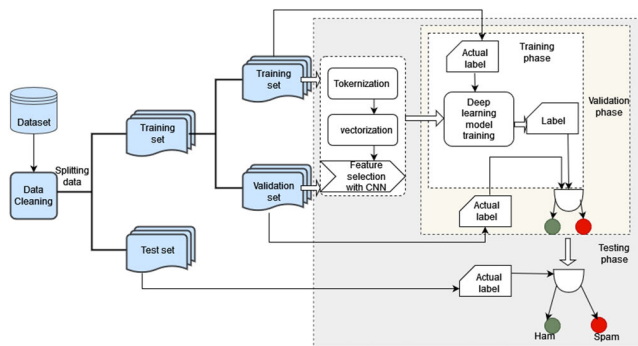 Dataset
Data
Cleaning
Splitting
data
Training
set
Test set
Training
set
Validation
set
Tokernization
vectorization
Feature
selection
with CNN
Actual
label
Training
phase
Deep
learning
model
training
Label
Validation
phase
Actual
label
Testing
phase
Actual
label
Ham
Spam